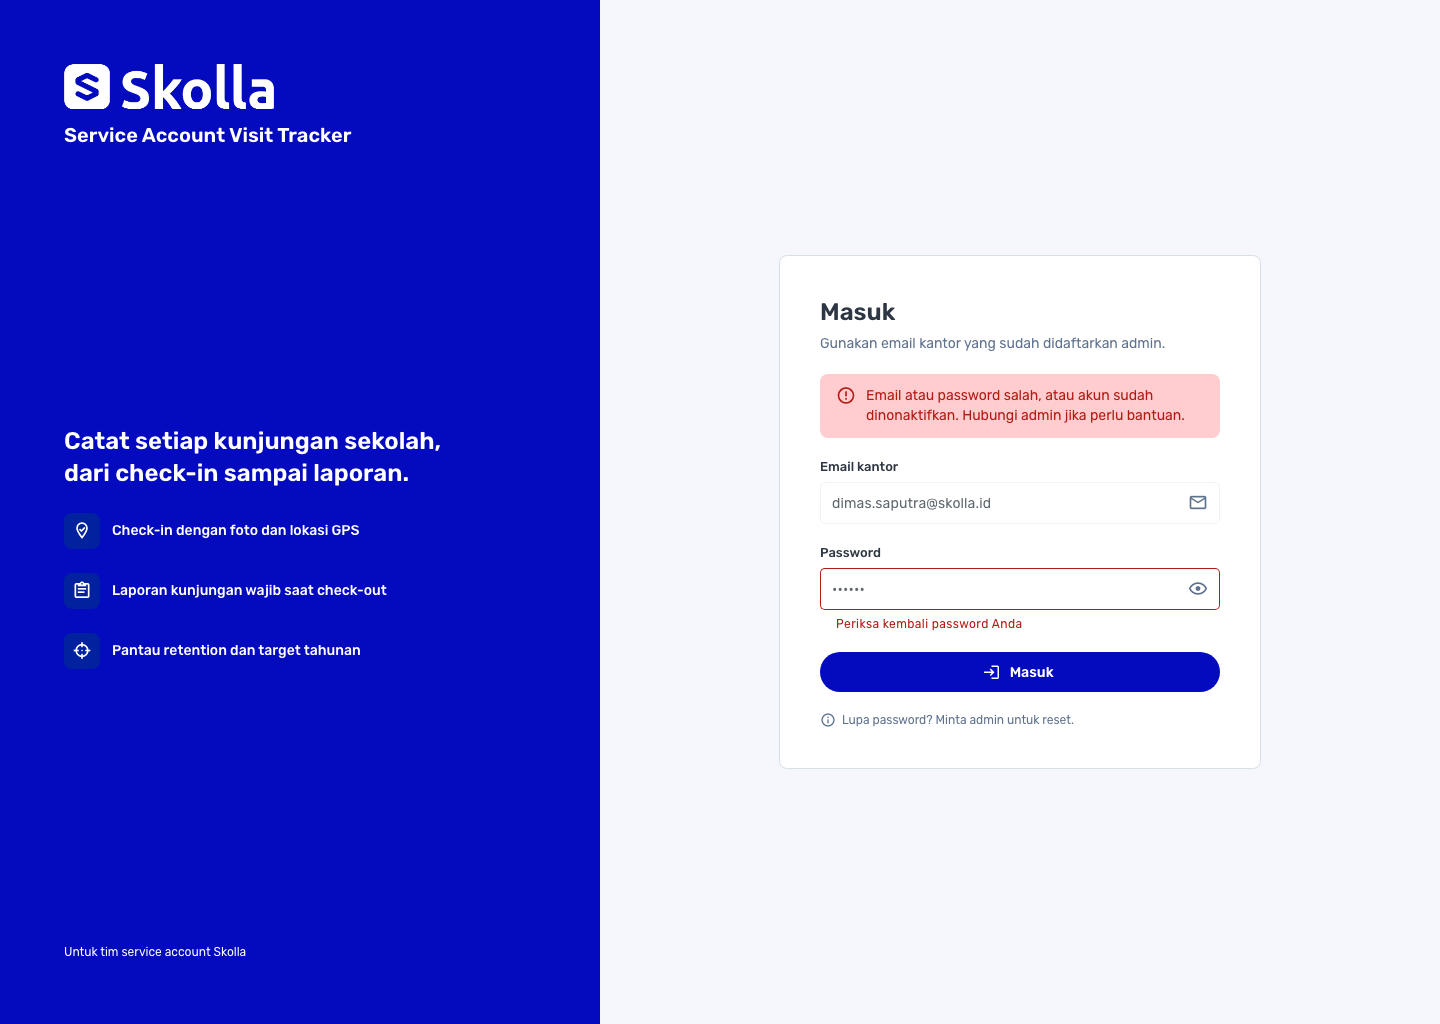 Skolla
Service Account Visit Tracker
Catat setiap kunjungan sekolah,
dari check-in sampai laporan.
Check-in dengan foto dan lokasi GPS
Laporan kunjungan wajib saat check-out
Pantau retention dan target tahunan
Untuk tim service account Skolla
Masuk
Gunakan email kantor yang sudah didaftarkan admin.
Email atau password salah, atau akun sudah
dinonaktifkan. Hubungi admin jika perlu bantuan.
Email kantor
dimas.saputra@skolla.id
Password
••••••
Periksa kembali password Anda
Masuk
Lupa password? Minta admin untuk reset.